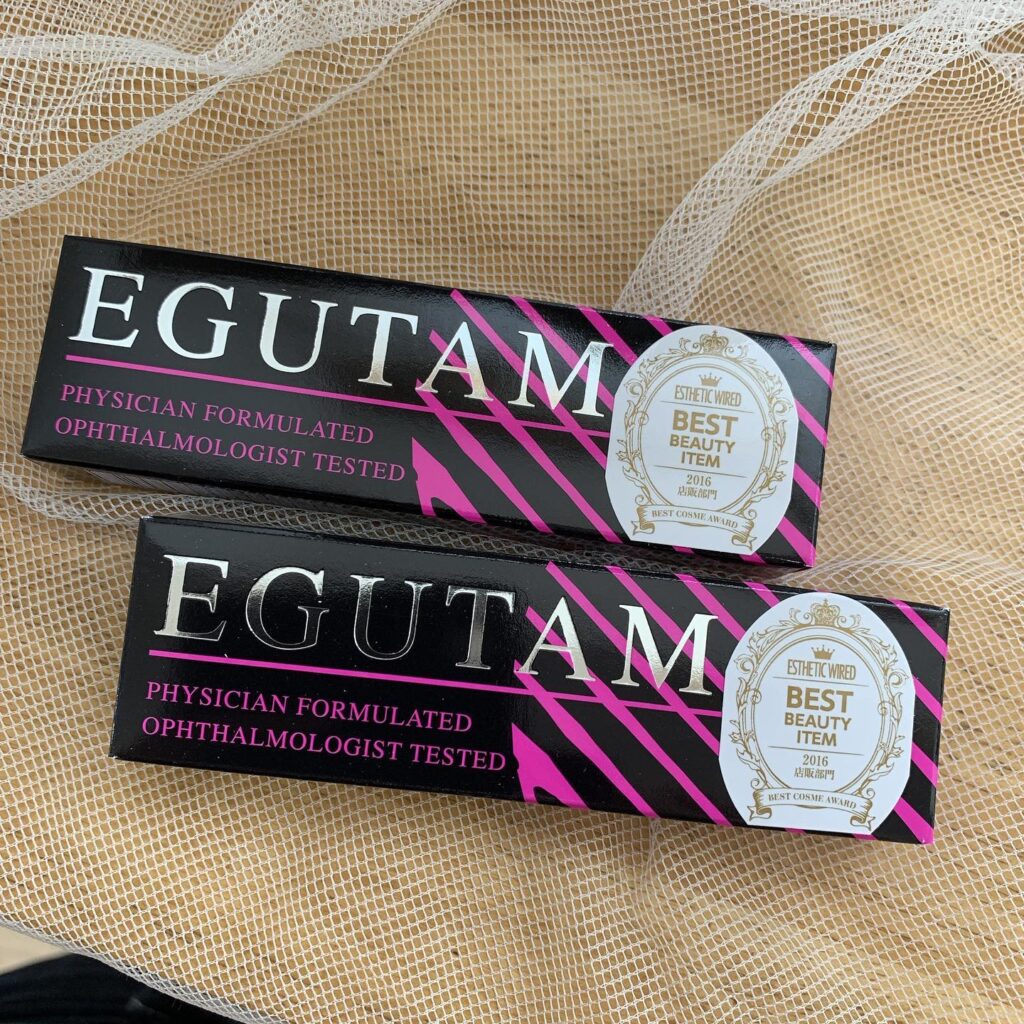 EGUTAM
PHYSICIAN FORMULATED
OPHTHALMOLOGIST TESTED
ESTHETIC WIRED
BEST
BEAUTY
ITEM
2016
店販部門
BEST COSME AWARD
EGUTAM
PHYSICIAN FORMULATED
OPHTHALMOLOGIST TESTED
ESTHETIC WIRED
BEST
BEAUTY
ITEM
2016
店販部門
BEST COSME AWARD